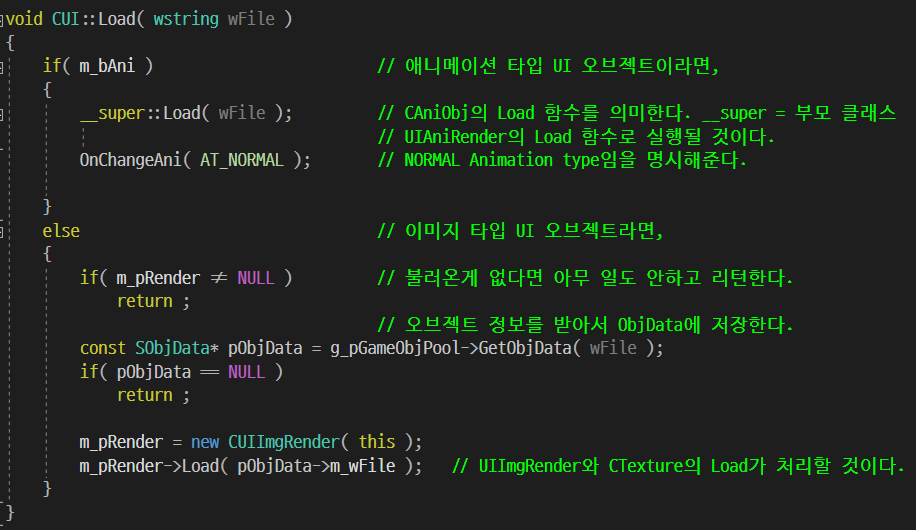 void CUI::Load( wstring wFile )
{
    if( m_bAni )                        // 애니메이션 타입 UI 오브젝트이라면,
    {
        __super::Load( wFile );         // CAniObj의 Load 함수를 의미한다. __super = 부모 클래스
                                        // UIAniRender의 Load 함수로 실행될 것이다.
        OnChangeAni( AT_NORMAL );       // NORMAL Animation type임을 명시해준다.
    }
    else                                // 이미지 타입 UI 오브젝트라면,
    {
        if( m_pRender ≠ NULL )          // 불러온게 없다면 아무 일도 안하고 리턴한다.
            return ;
                                        // 오브젝트 정보를 받아서 ObjData에 저장한다.
        const SObjData* pObjData = g_pGameObjPool->GetObjData( wFile );
        if( pObjData == NULL )
            return ;
        m_pRender = new CUIImgRender( this );
        m_pRender->Load( pObjData->m_wFile );   // UIImgRender와 CTexture의 Load가 처리할 것이다.
    }
}